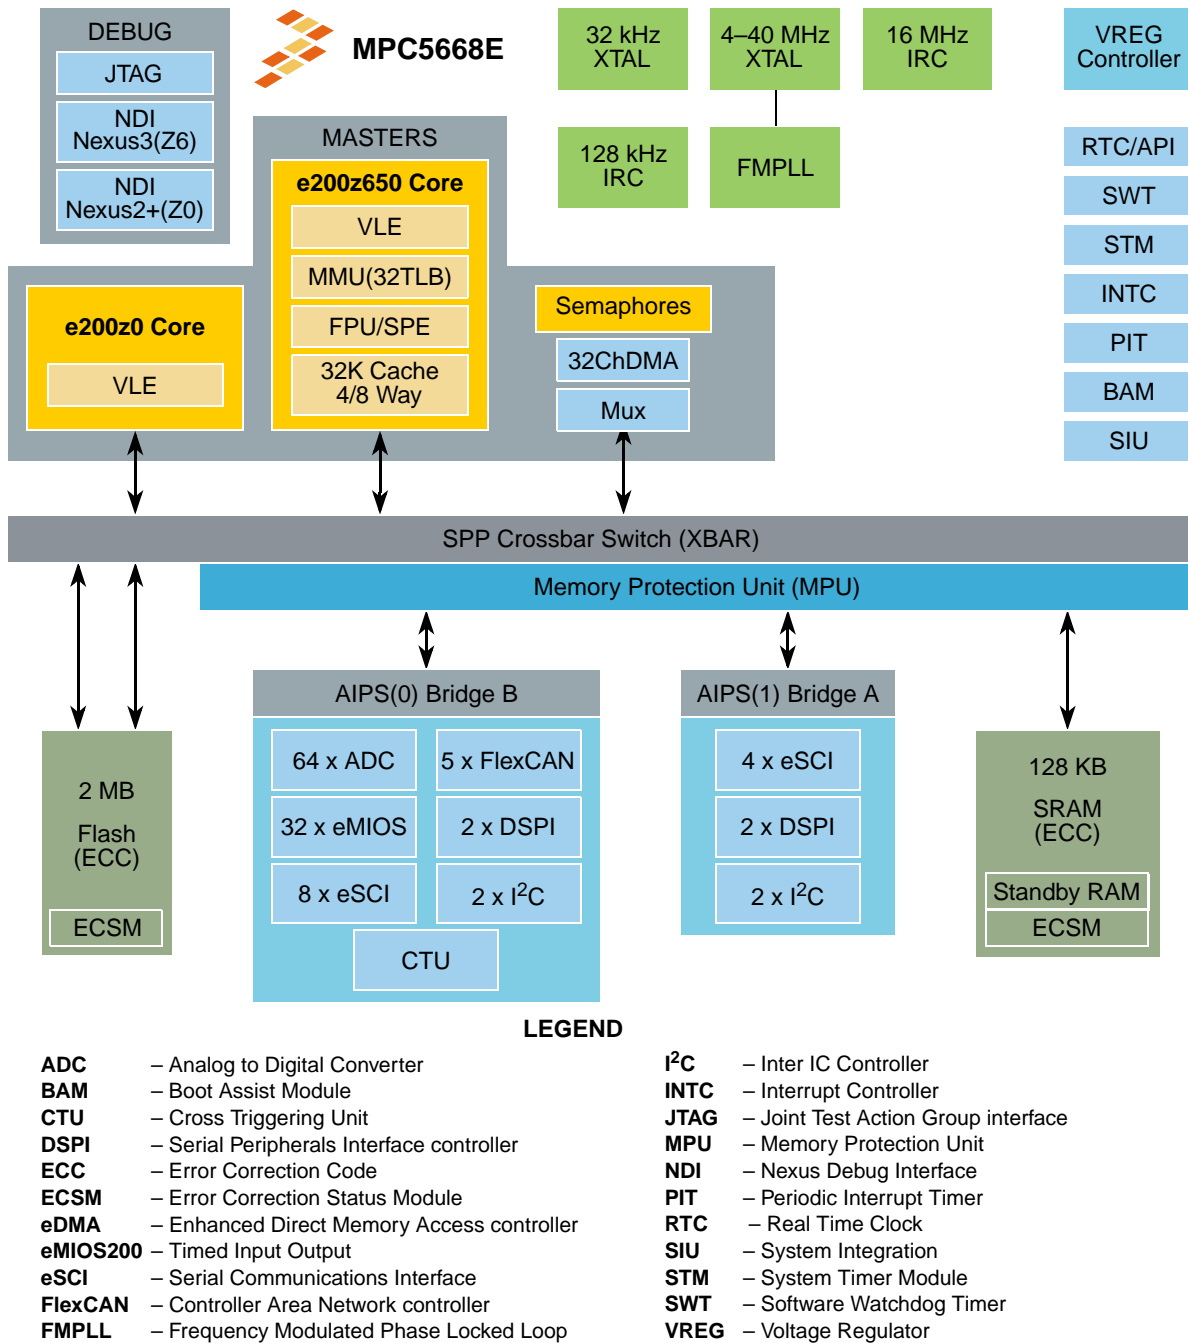 DEBUG
JTAG
NDI
Nexus3(Z6)
NDI
Nexus2+(Z0)
MPC5668E
32 kHz
XTAL
4–40 MHz
XTAL
16 MHz
IRC
128 kHz
IRC
FMPLL
VREG
Controller
RTC/API
SWT
STM
INTC
PIT
BAM
SIU
MASTERS
e200z650 Core
VLE
MMU(32TLB)
FPU/SPE
32K Cache
4/8 Way
e200z0 Core
VLE
Semaphores
32ChDMA
Mux
SPP Crossbar Switch (XBAR)
Memory Protection Unit (MPU)
2 MB
Flash
(ECC)
ECSM
AIPS(0) Bridge B
64 x ADC
5 x FlexCAN
32 x eMIOS
2 x DSPI
8 x eSCI
2 x I²C
CTU
AIPS(1) Bridge A
4 x eSCI
2 x DSPI
2 x I²C
128 KB
SRAM
(ECC)
Standby RAM
ECSM
LEGEND
ADC – Analog to Digital Converter
BAM – Boot Assist Module
CTU – Cross Triggering Unit
DSPI – Serial Peripherals Interface controller
ECC – Error Correction Code
ECSM – Error Correction Status Module
eDMA – Enhanced Direct Memory Access controller
eMIOS200 – Timed Input Output
eSCI – Serial Communications Interface
FlexCAN – Controller Area Network controller
FMPLL – Frequency Modulated Phase Locked Loop
I²C – Inter IC Controller
INTC – Interrupt Controller
JTAG – Joint Test Action Group interface
MPU – Memory Protection Unit
NDI – Nexus Debug Interface
PIT – Periodic Interrupt Timer
RTC – Real Time Clock
SIU – System Integration
STM – System Timer Module
SWT – Software Watchdog Timer
VREG – Voltage Regulator